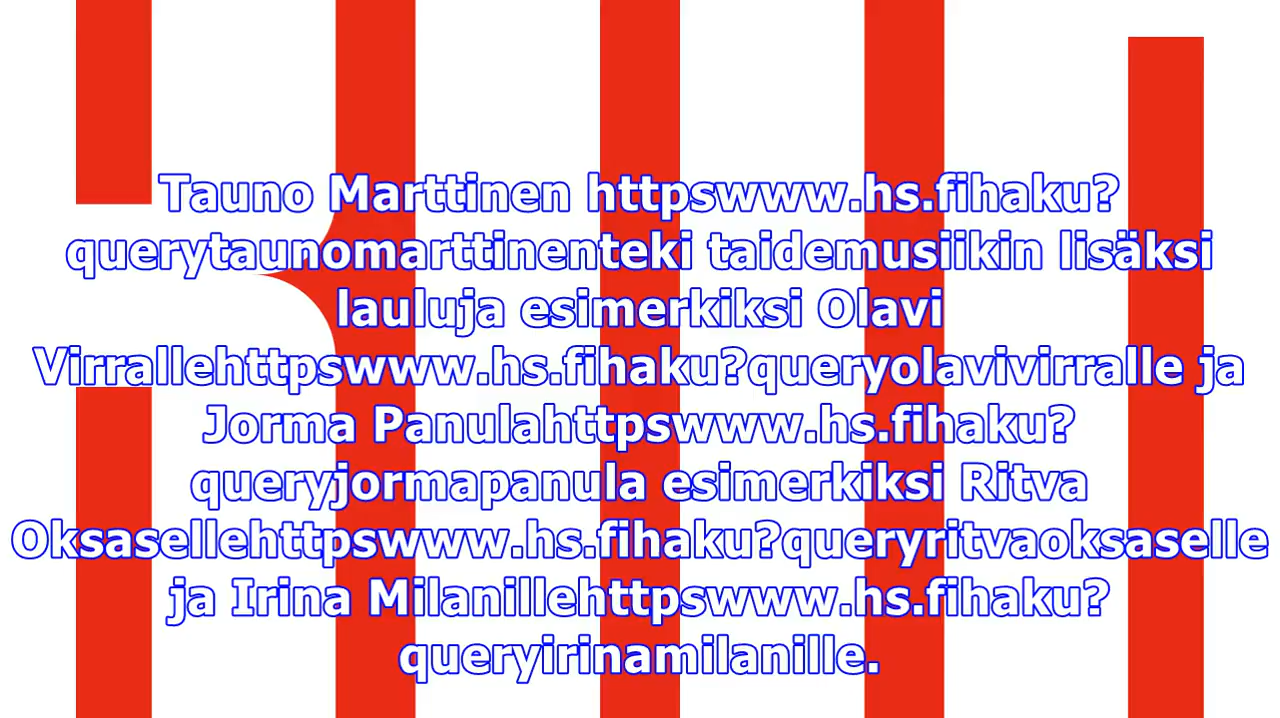 Tauno Marttinen httpswww.hs.fihaku?
querytaunomarttinenteki taidemusiikin lisäksi
lauluja esimerkiksi Olavi
Virrallehttpswww.hs.fihaku?queryolavivirralle ja
Jorma Panulahttpswww.hs.fihaku?
queryjormapanula esimerkiksi Ritva
Oksasellehttpswww.hs.fihaku?queryritvaoksaselle
ja Irina Milanillehttpswww.hs.fihaku?
queryirinamilanille.